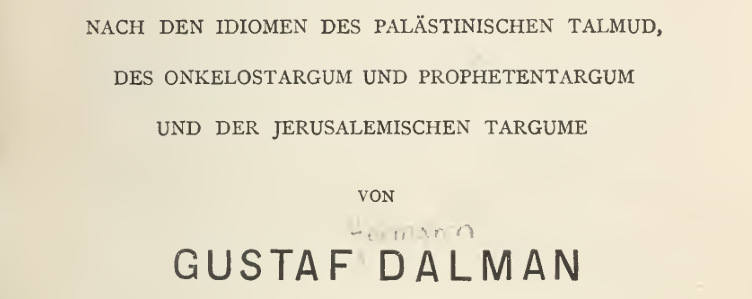 NACH DEN IDIOMEN DES PALÄSTINISCHEN TALMUD,
DES ONKELOSTARGUM UND PROPHETENTARGUM
UND DER JERUSALEMISCHEN TARGUME
VON
GUSTAF DALMAN